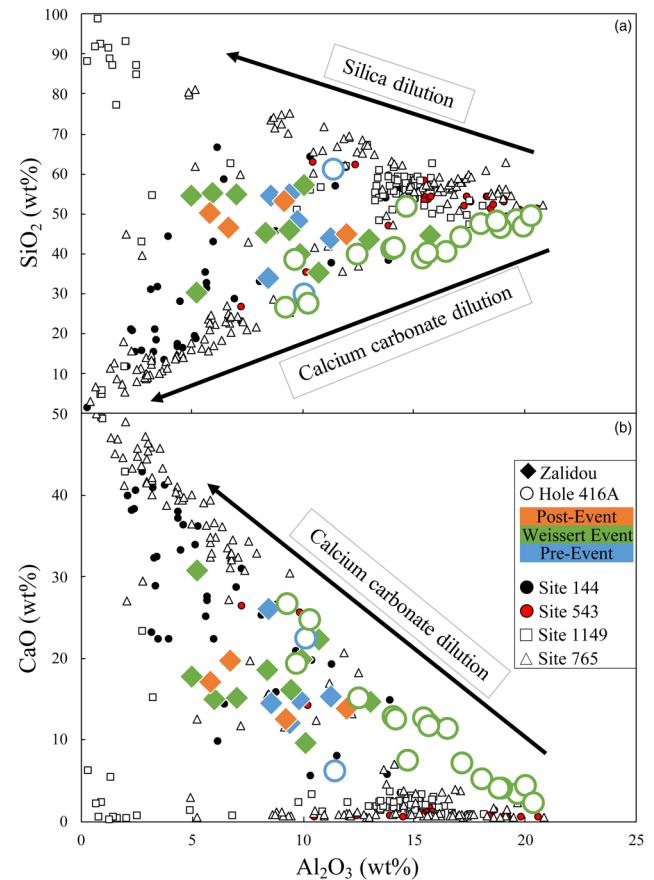 100
(a)
90
Silica dilution
80
70
60
SiO₂ (wt%)
50
40
30
Calcium carbonate dilution
20
10
50
(b)
Zalidou
Hole 416A
40
Post-Event
Weissert Event
Pre-Event
Calcium carbonate dilution
30
Site 144
CaO (wt%)
Site 543
Site 1149
20
Site 765
10
0
0 5 10 15 20 25
Al₂O₃ (wt%)